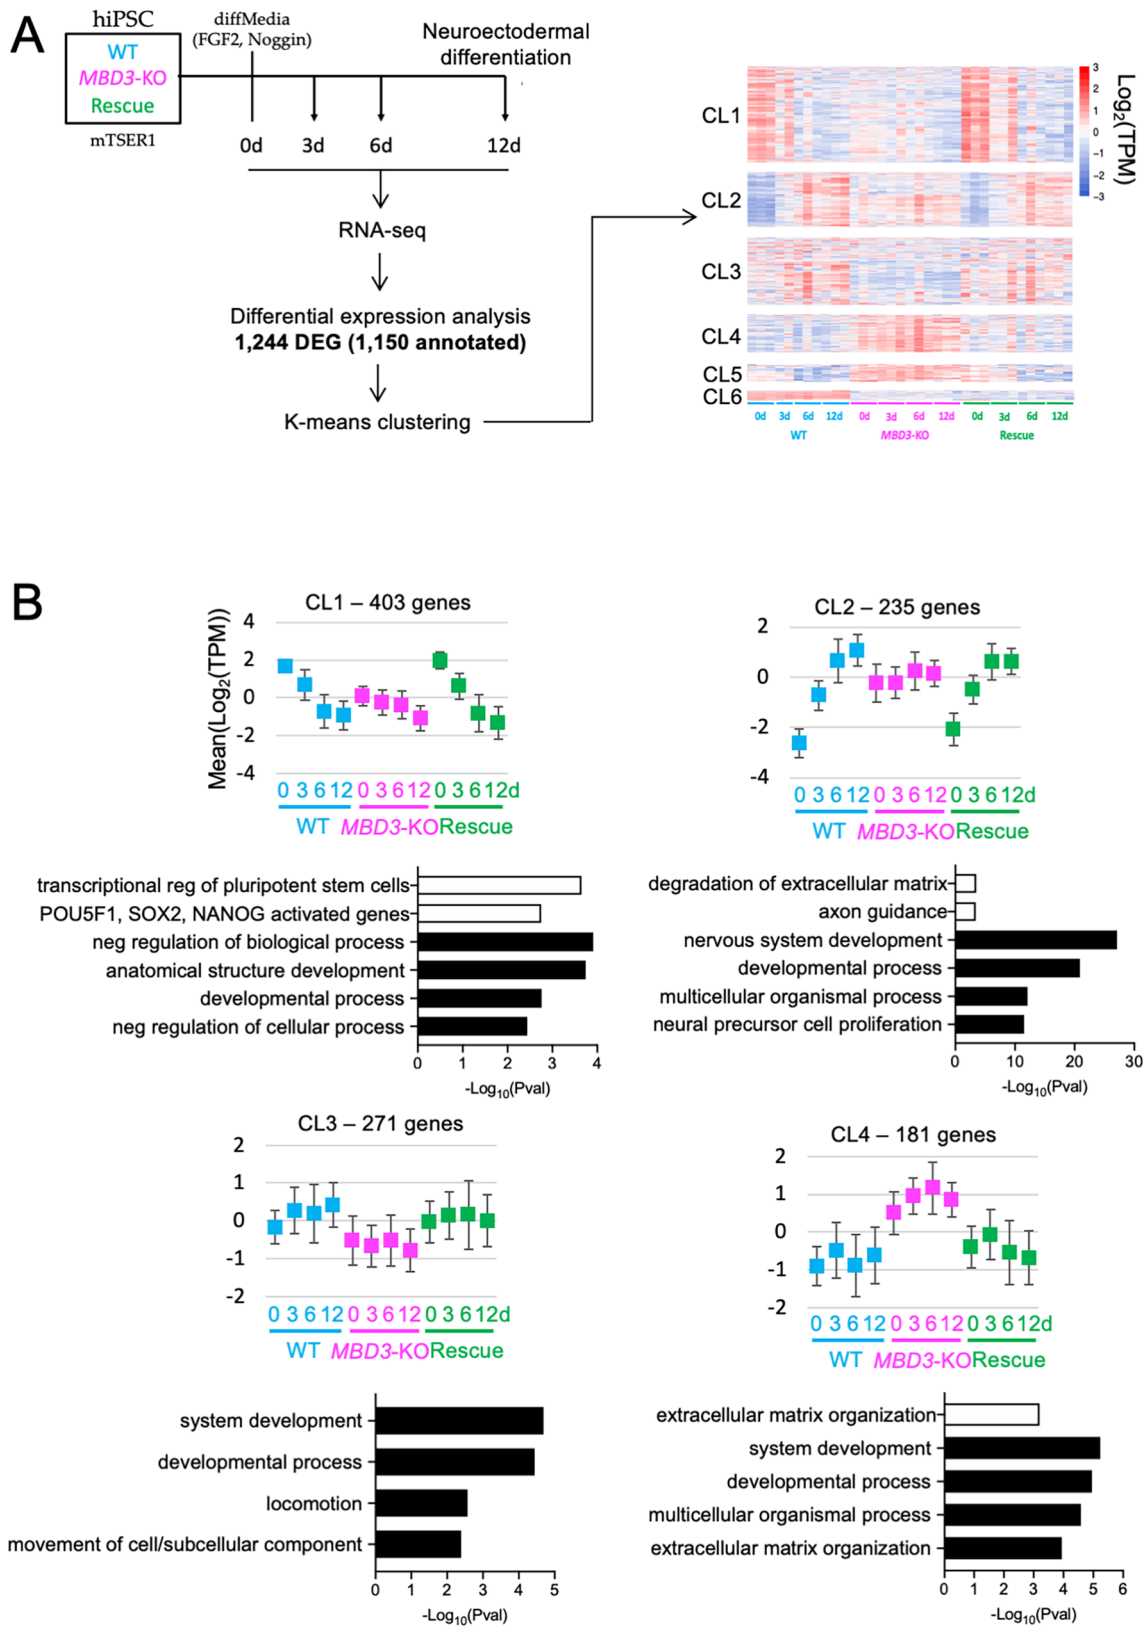 A
hiPSC
WT
MBD3-KO
Rescue
mTSER1
diffMedia
(FGF2, Noggin)
Neuroectodermal
differentiation
0d 3d 6d 12d
RNA-seq
Differential expression analysis
1,244 DEG (1,150 annotated)
K-means clustering
CL1
CL2
CL3
CL4
CL5
CL6
3
2
1
0
−1
−2
−3
Log2(TPM)
0d 3d 6d 12d 0d 3d 6d 12d 0d 3d 6d 12d
WT MBD3-KO Rescue
B
CL1 – 403 genes
Mean(Log2(TPM))
4
2
0
-2
-4
0 3 6 12 0 3 6 12 0 3 6 12d
WT MBD3-KO Rescue
transcriptional reg of pluripotent stem cells
POU5F1, SOX2, NANOG activated genes
neg regulation of biological process
anatomical structure development
developmental process
neg regulation of cellular process
0 1 2 3 4
-Log10(Pval)
CL2 – 235 genes
2
0
-2
-4
0 3 6 12 0 3 6 12 0 3 6 12d
WT MBD3-KO Rescue
degradation of extracellular matrix
axon guidance
nervous system development
developmental process
multicellular organismal process
neural precursor cell proliferation
0 10 20 30
-Log10(Pval)
CL3 – 271 genes
2
1
0
-1
-2
0 3 6 12 0 3 6 12 0 3 6 12d
WT MBD3-KO Rescue
system development
developmental process
locomotion
movement of cell/subcellular component
0 1 2 3 4 5
-Log10(Pval)
CL4 – 181 genes
2
1
0
-1
-2
0 3 6 12 0 3 6 12 0 3 6 12d
WT MBD3-KO Rescue
extracellular matrix organization
system development
developmental process
multicellular organismal process
extracellular matrix organization
0 1 2 3 4 5 6
-Log10(Pval)